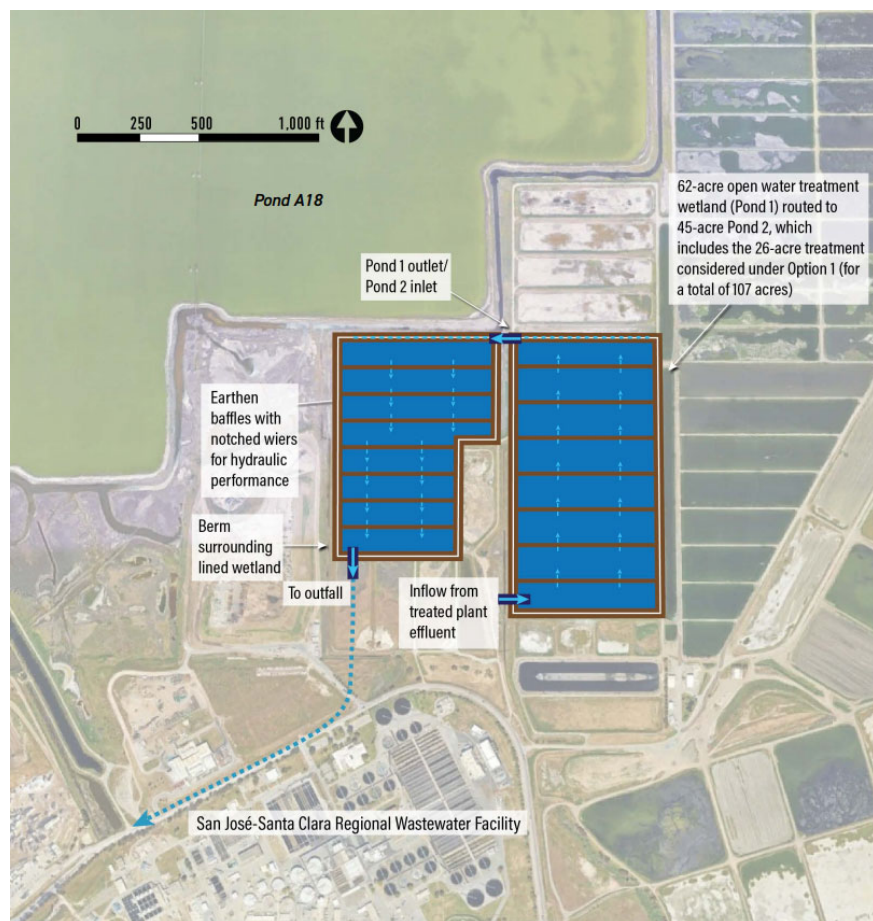 0 250 500 1,000 ft
Pond A18
62-acre open water treatment
wetland (Pond 1) routed to
45-acre Pond 2, which
includes the 26-acre treatment
considered under Option 1 (for
a total of 107 acres)
Pond 1 outlet/
Pond 2 inlet
Earthen
baffles with
notched wiers
for hydraulic
performance
Berm
surrounding
lined wetland
To outfall
Inflow from
treated plant
effluent
San José-Santa Clara Regional Wastewater Facility